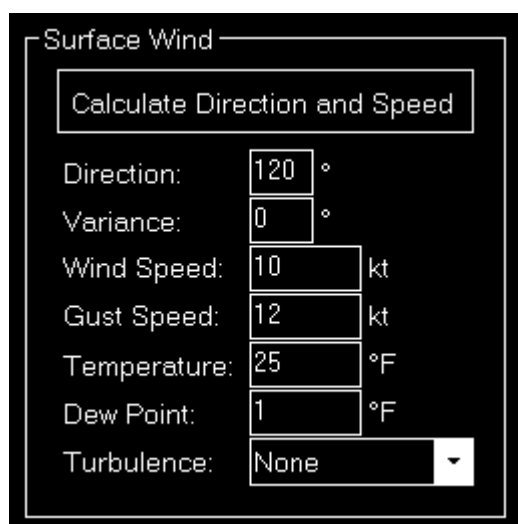 Surface Wind
Calculate Direction and Speed
Direction: 120 °
Variance: 0 °
Wind Speed: 10 kt
Gust Speed: 12 kt
Temperature: 25 °F
Dew Point: 1 °F
Turbulence: None